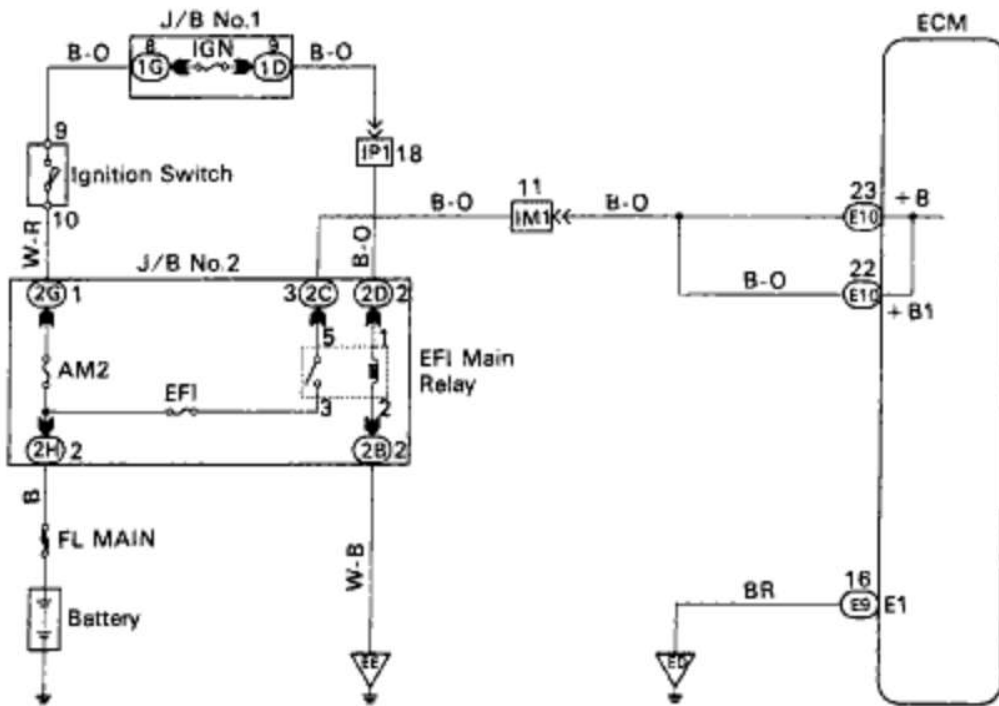 J/B No.1
ECM
B-O
8
IGN
9
B-O
1G
1D
9
IP1 18
Ignition Switch
10
11
23
+B
B-O
IM1
B-O
E10
W-R
B-O
22
J/B No.2
B-O
E10
2G 1
3 2C
2D 2
+B1
5
1
AM2
EFI Main
Relay
EFI
3
2
2H 2
2B 2
B
FL MAIN
W-B
16
BR
E9 E1
Battery
EE
ED